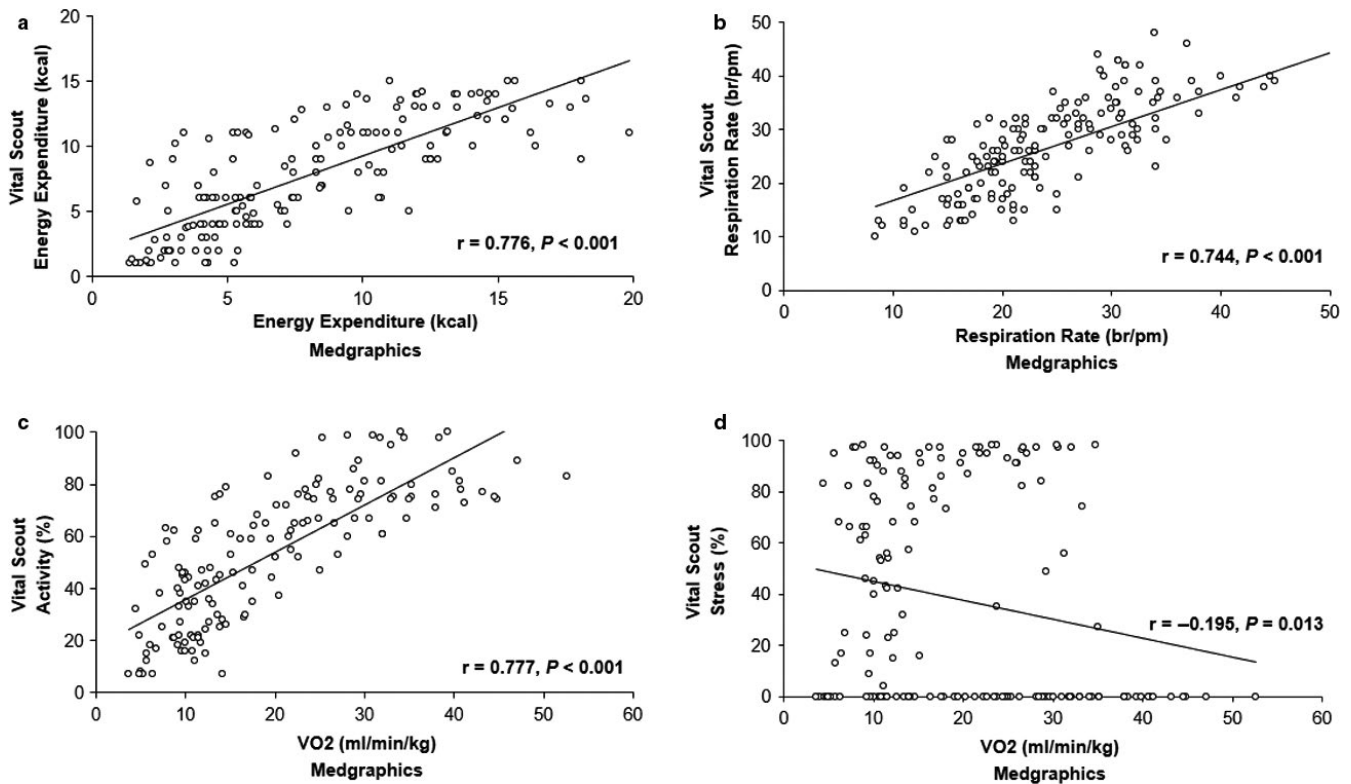 a
Vital Scout
Energy Expenditure (kcal)
20
15
10
5
0
r = 0.776, P < 0.001
0 5 10 15 20
Energy Expenditure (kcal)
Medgraphics
b
Vital Scout
Respiration Rate (br/pm)
50
40
30
20
10
0
r = 0.744, P < 0.001
0 10 20 30 40 50
Respiration Rate (br/pm)
Medgraphics
c
Vital Scout
Activity (%)
100
80
60
40
20
0
r = 0.777, P < 0.001
0 10 20 30 40 50 60
VO2 (ml/min/kg)
Medgraphics
d
Vital Scout
Stress (%)
100
80
60
40
20
0
r = –0.195, P = 0.013
0 10 20 30 40 50 60
VO2 (ml/min/kg)
Medgraphics